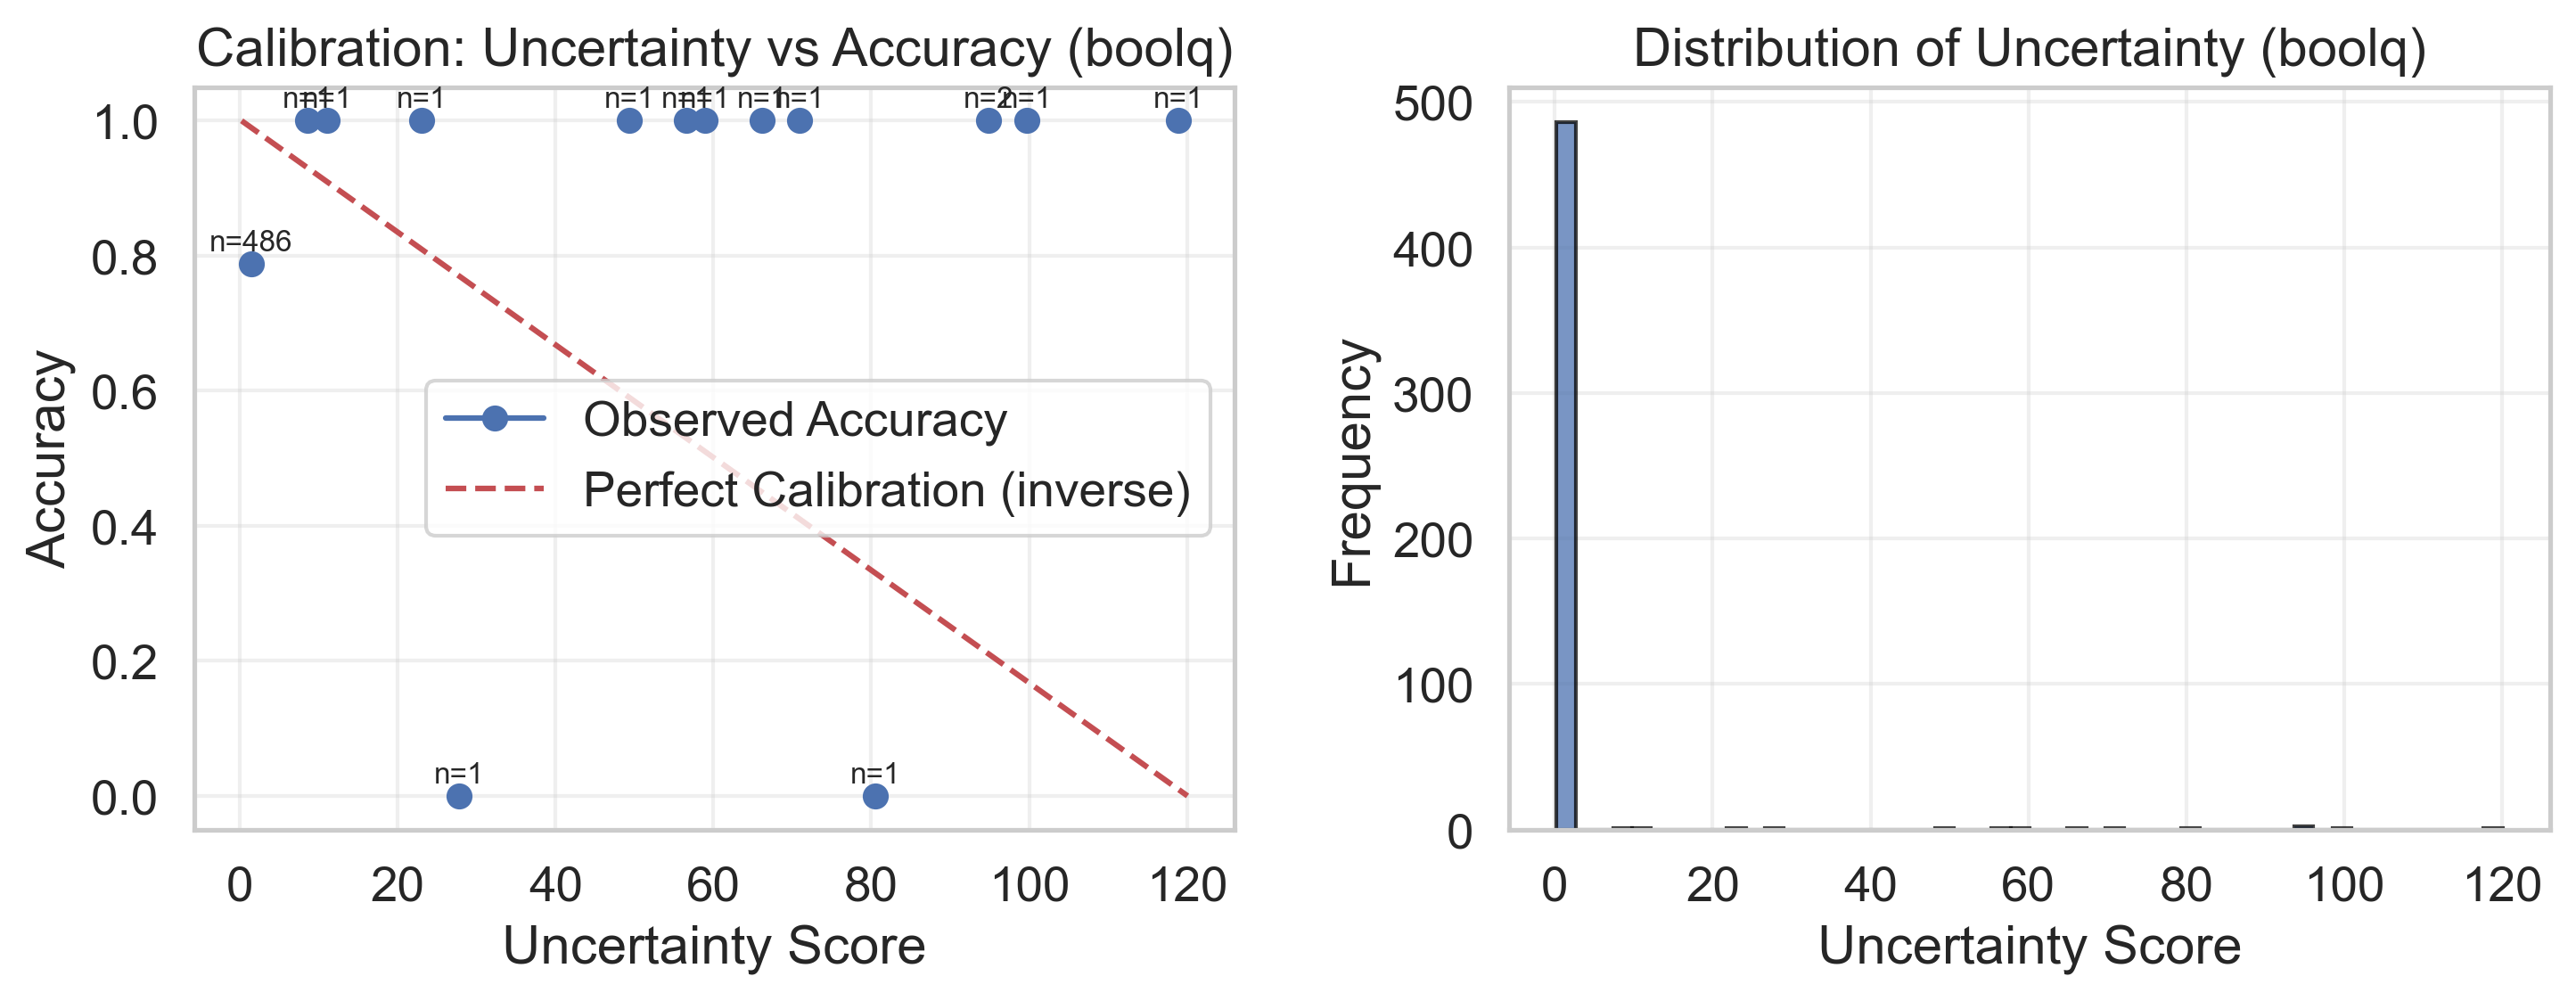 Calibration: Uncertainty vs Accuracy (boolq)
n=1 n=1 n=1 n=1 n=1 n=1 n=1 n=1 n=2 n=1 n=1
n=486
n=1 n=1
Observed Accuracy
Perfect Calibration (inverse)
Accuracy
1.0
0.8
0.6
0.4
0.2
0.0
0 20 40 60 80 100 120
Uncertainty Score
Distribution of Uncertainty (boolq)
Frequency
500
400
300
200
100
0
0 20 40 60 80 100 120
Uncertainty Score